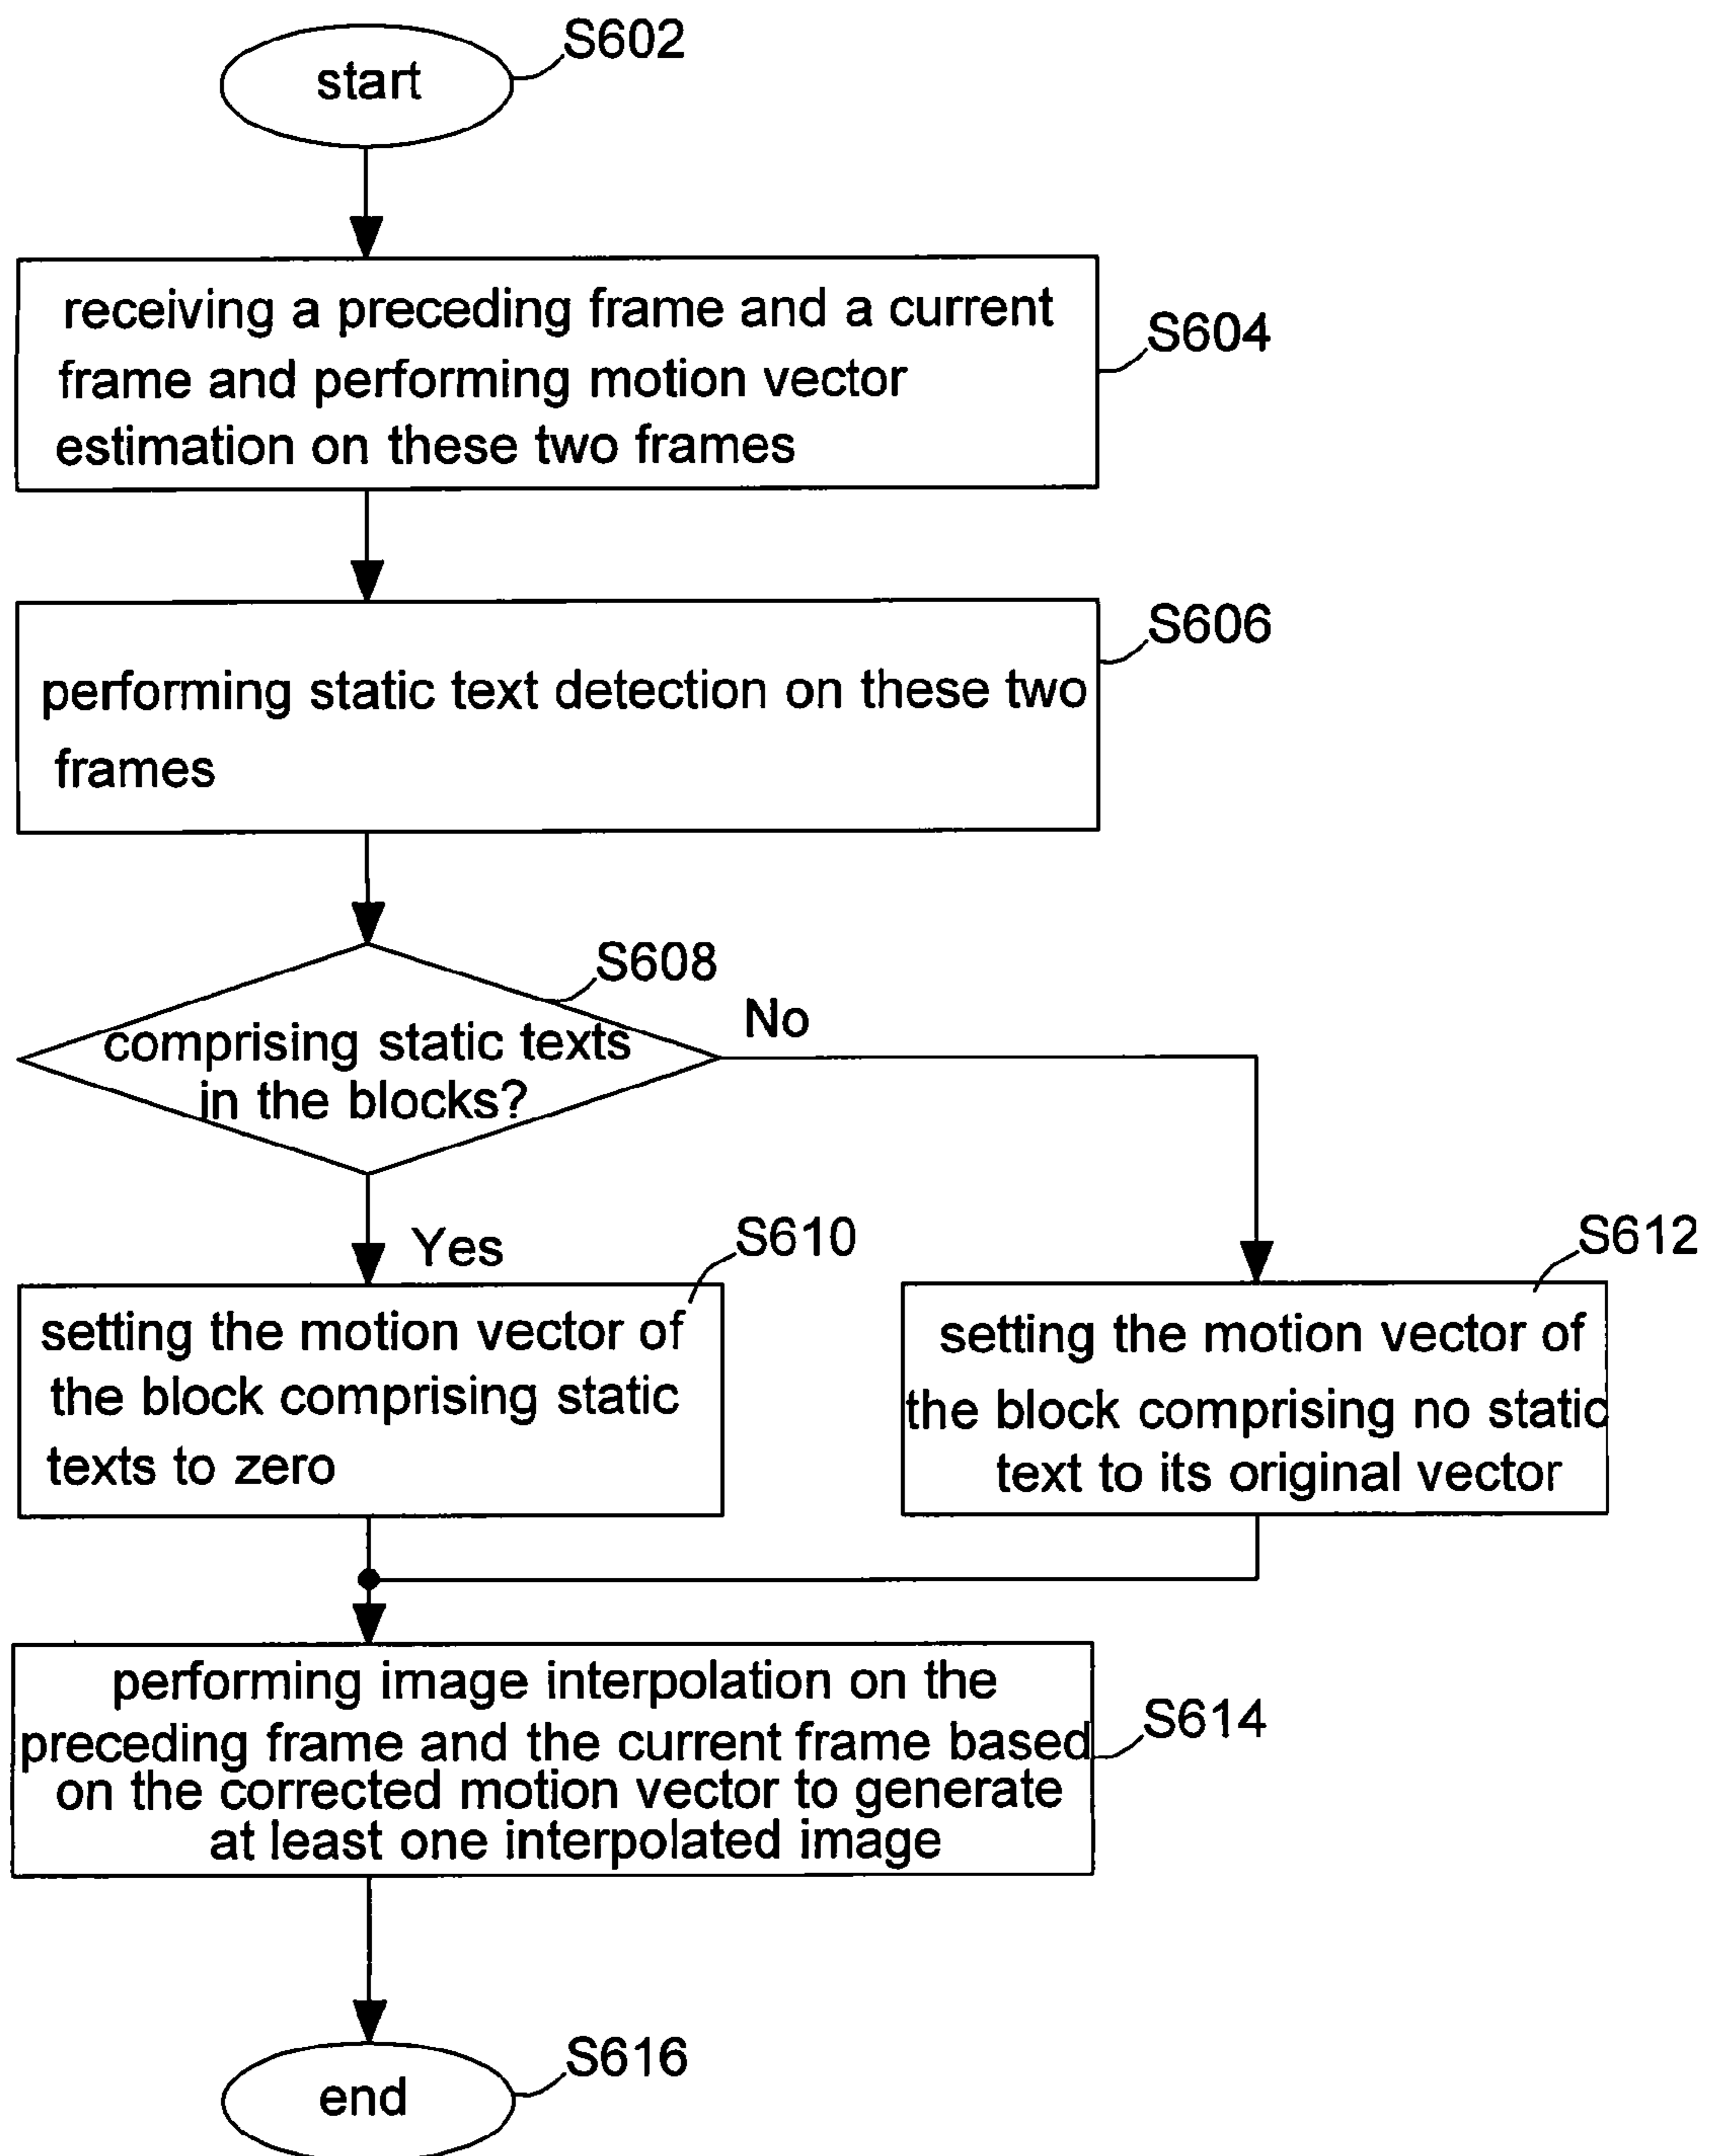 start
S602
receiving a preceding frame and a current
frame and performing motion vector
estimation on these two frames
S604
performing static text detection on these two
frames
S606
comprising static texts
in the blocks?
S608
No
Yes
setting the motion vector of
the block comprising static
texts to zero
S610
setting the motion vector of
the block comprising no static
text to its original vector
S612
performing image interpolation on the
preceding frame and the current frame based
on the corrected motion vector to generate
at least one interpolated image
S614
end
S616